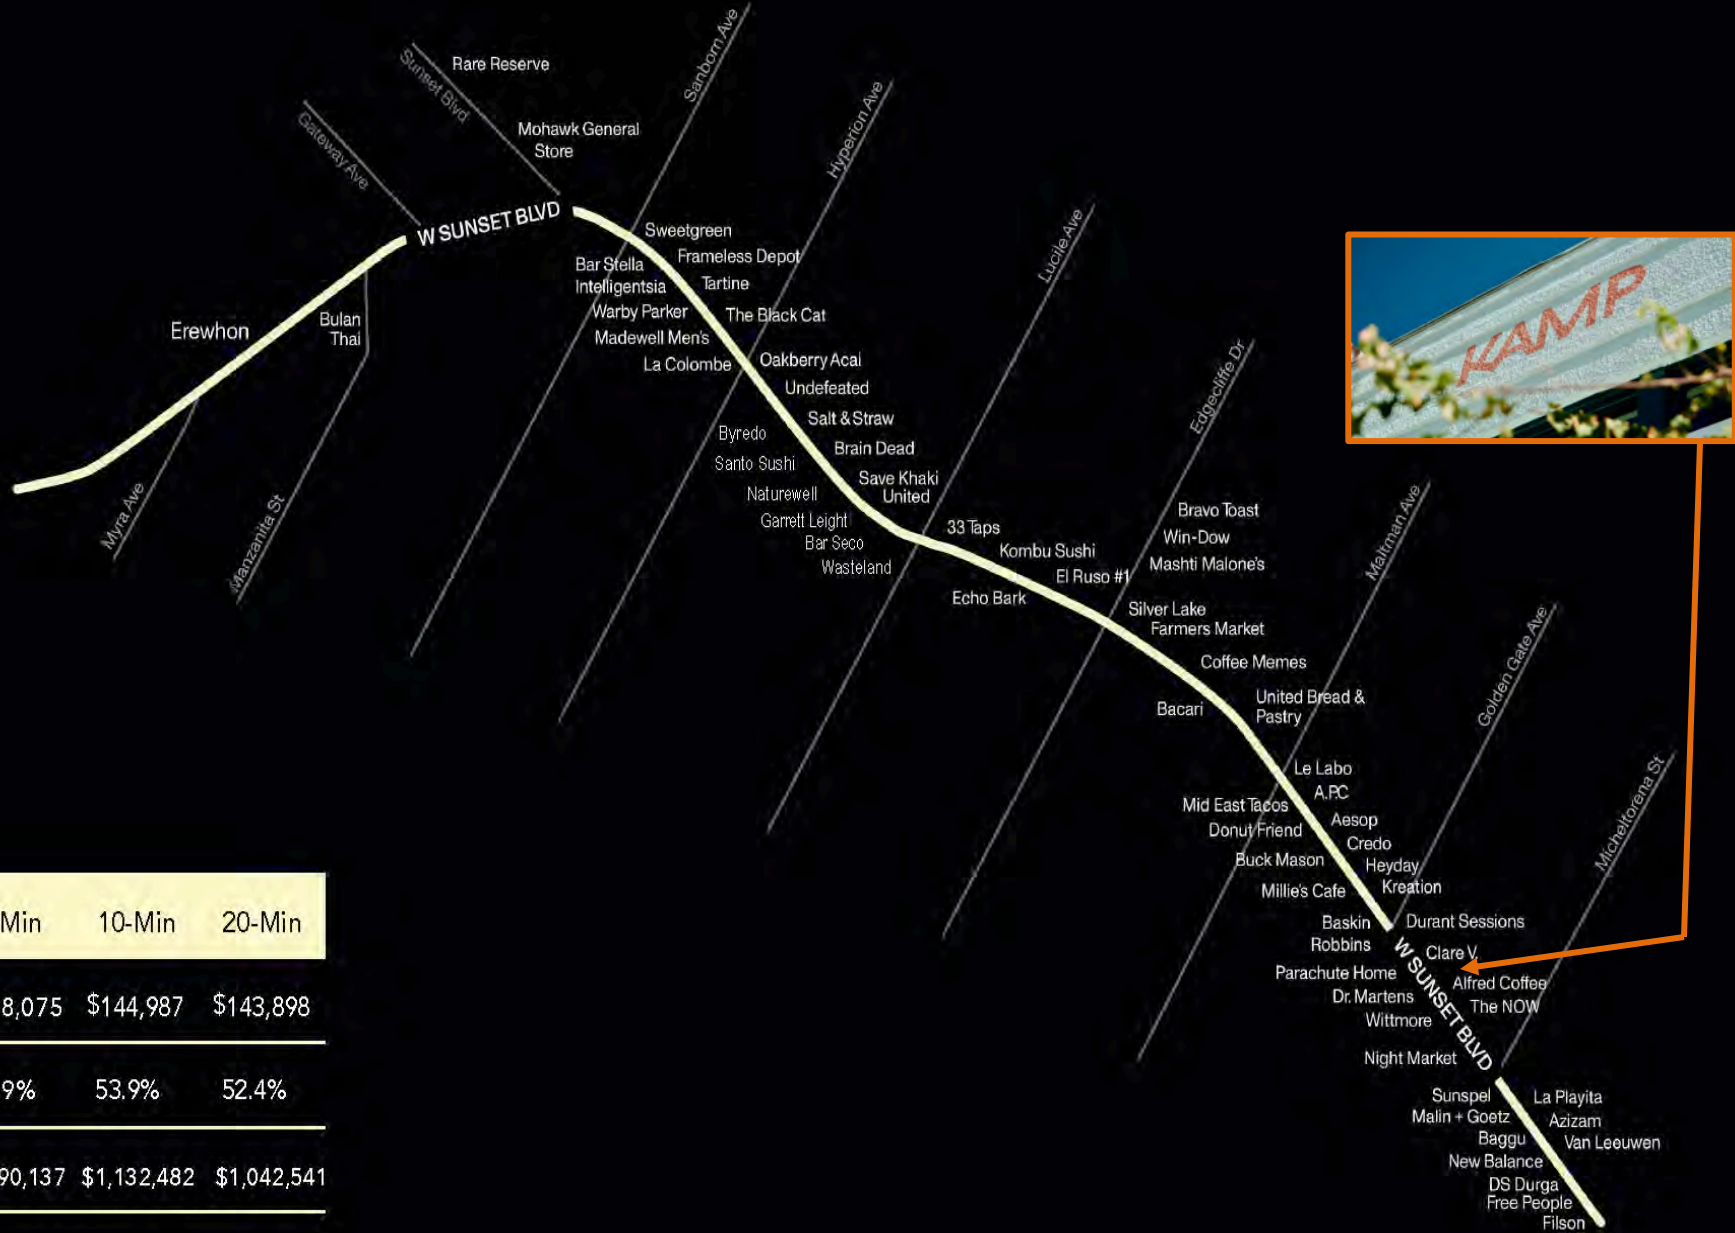 Sunset Blvd
Rare Reserve
Sanborn Ave
Gateway Ave
Mohawk General
Store
Hyperion Ave
W SUNSET BLVD
Lucile Ave
Sweetgreen
Frameless Depot
Bar Stella
Intelligentsia
Tartine
Warby Parker
The Black Cat
Madewell Men's
La Colombe
Oakberry Acai
KAMP
Erewhon
Bulan
Thai
Undefeated
Salt & Straw
Edgecliffe Dr
Byredo
Brain Dead
Santo Sushi
Save Khaki
United
Naturewell
Garrett Leight
Bar Seco
Wasteland
Myra Ave
Manzanita St
33 Taps
Kombu Sushi
El Ruso #1
Echo Bark
Bravo Toast
Win-Dow
Mashti Malone's
Maltman Ave
Silver Lake
Farmers Market
Coffee Memes
Golden Gate Ave
Bacari
United Bread &
Pastry
Le Labo
A.P.C
Mid East Tacos
Aesop
Donut Friend
Credo
Buck Mason
Heyday
Millie's Cafe
Kreation
Micheltorena St
Baskin
Robbins
Durant Sessions
Clare V.
Parachute Home
Alfred Coffee
Dr. Martens
The NOW
Wittmore
W SUNSET BLVD
Night Market
Sunspel
La Playita
Malin + Goetz
Azizam
Baggu
Van Leeuwen
New Balance
DS Durga
Free People
Filson
Min 10-Min 20-Min
8,075 $144,987 $143,898
9% 53.9% 52.4%
90,137 $1,132,482 $1,042,541